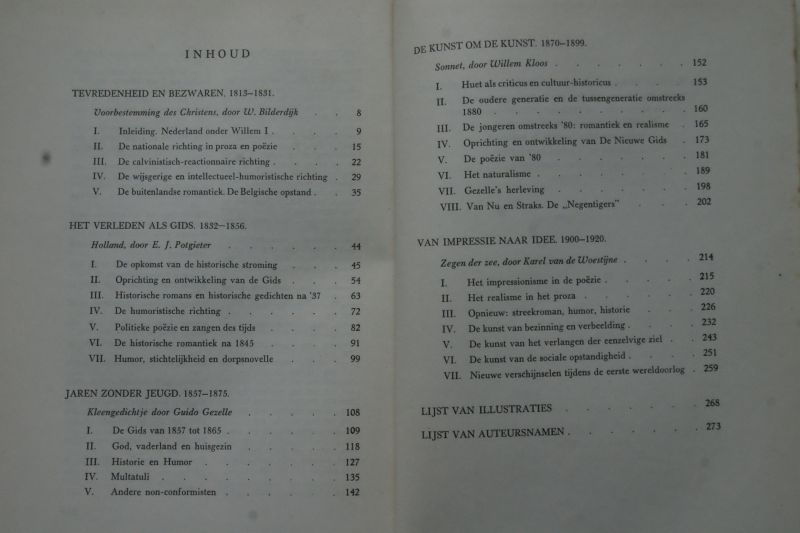 INHOUD
TEVREDENHEID EN BEZWAREN. 1813–1831.
Voorbestemming des Christens, door W. Bilderdijk . . 8
I. Inleiding. Nederland onder Willem I . . . . 9
II. De nationale richting in proza en poëzie . . . 15
III. De calvinistisch-reactionnaire richting . . . . 22
IV. De wijsgerige en intellectueel-humoristische richting . 29
V. De buitenlandse romantiek. De Belgische opstand . . 35
HET VERLEDEN ALS GIDS. 1832–1856.
Holland, door E. J. Potgieter . . . . . . 44
I. De opkomst van de historische stroming . . . 45
II. Oprichting en ontwikkeling van de Gids . . . 54
III. Historische romans en historische gedichten na '37 . 63
IV. De humoristische richting . . . . . . 72
V. Politieke poëzie en zangen des tijds . . . . 82
VI. De historische romantiek na 1845 . . . . 91
VII. Humor, stichtelijkheid en dorpsnovelle . . . 99
JAREN ZONDER JEUGD. 1857–1875.
Kleengedichtje door Guido Gezelle . . . . . 108
I. De Gids van 1857 tot 1865 . . . . . . 109
II. God, vaderland en huisgezin . . . . . 118
III. Historie en Humor . . . . . . . 127
IV. Multatuli . . . . . . . . . 135
V. Andere non-conformisten . . . . . . 142
DE KUNST OM DE KUNST. 1870–1899.
Sonnet, door Willem Kloos . . . . . . . 152
I. Huet als criticus en cultuur-historicus . . . . 153
II. De oudere generatie en de tussengeneratie omstreeks
1880 . . . . . . . . . 160
III. De jongeren omstreeks '80: romantiek en realisme . 165
IV. Oprichting en ontwikkeling van De Nieuwe Gids . 173
V. De poëzie van '80 . . . . . . . 181
VI. Het naturalisme . . . . . . . . 189
VII. Gezelle's herleving . . . . . . . 198
VIII. Van Nu en Straks. De „Negentigers” . . . 202
VAN IMPRESSIE NAAR IDEE. 1900–1920.
Zegen der zee, door Karel van de Woestijne . . . . 214
I. Het impressionisme in de poëzie . . . . . 215
II. Het realisme in het proza . . . . . . 220
III. Opnieuw: streekroman, humor, historie . . . 226
IV. De kunst van bezinning en verbeelding . . . . 232
V. De kunst van het verlangen der eenzelvige ziel . . 243
VI. De kunst van de sociale opstandigheid . . . . 251
VII. Nieuwe verschijnselen tijdens de eerste wereldoorlog . 259
LIJST VAN ILLUSTRATIES . . . . . . . 268
LIJST VAN AUTEURSNAMEN . . . . . . . 273